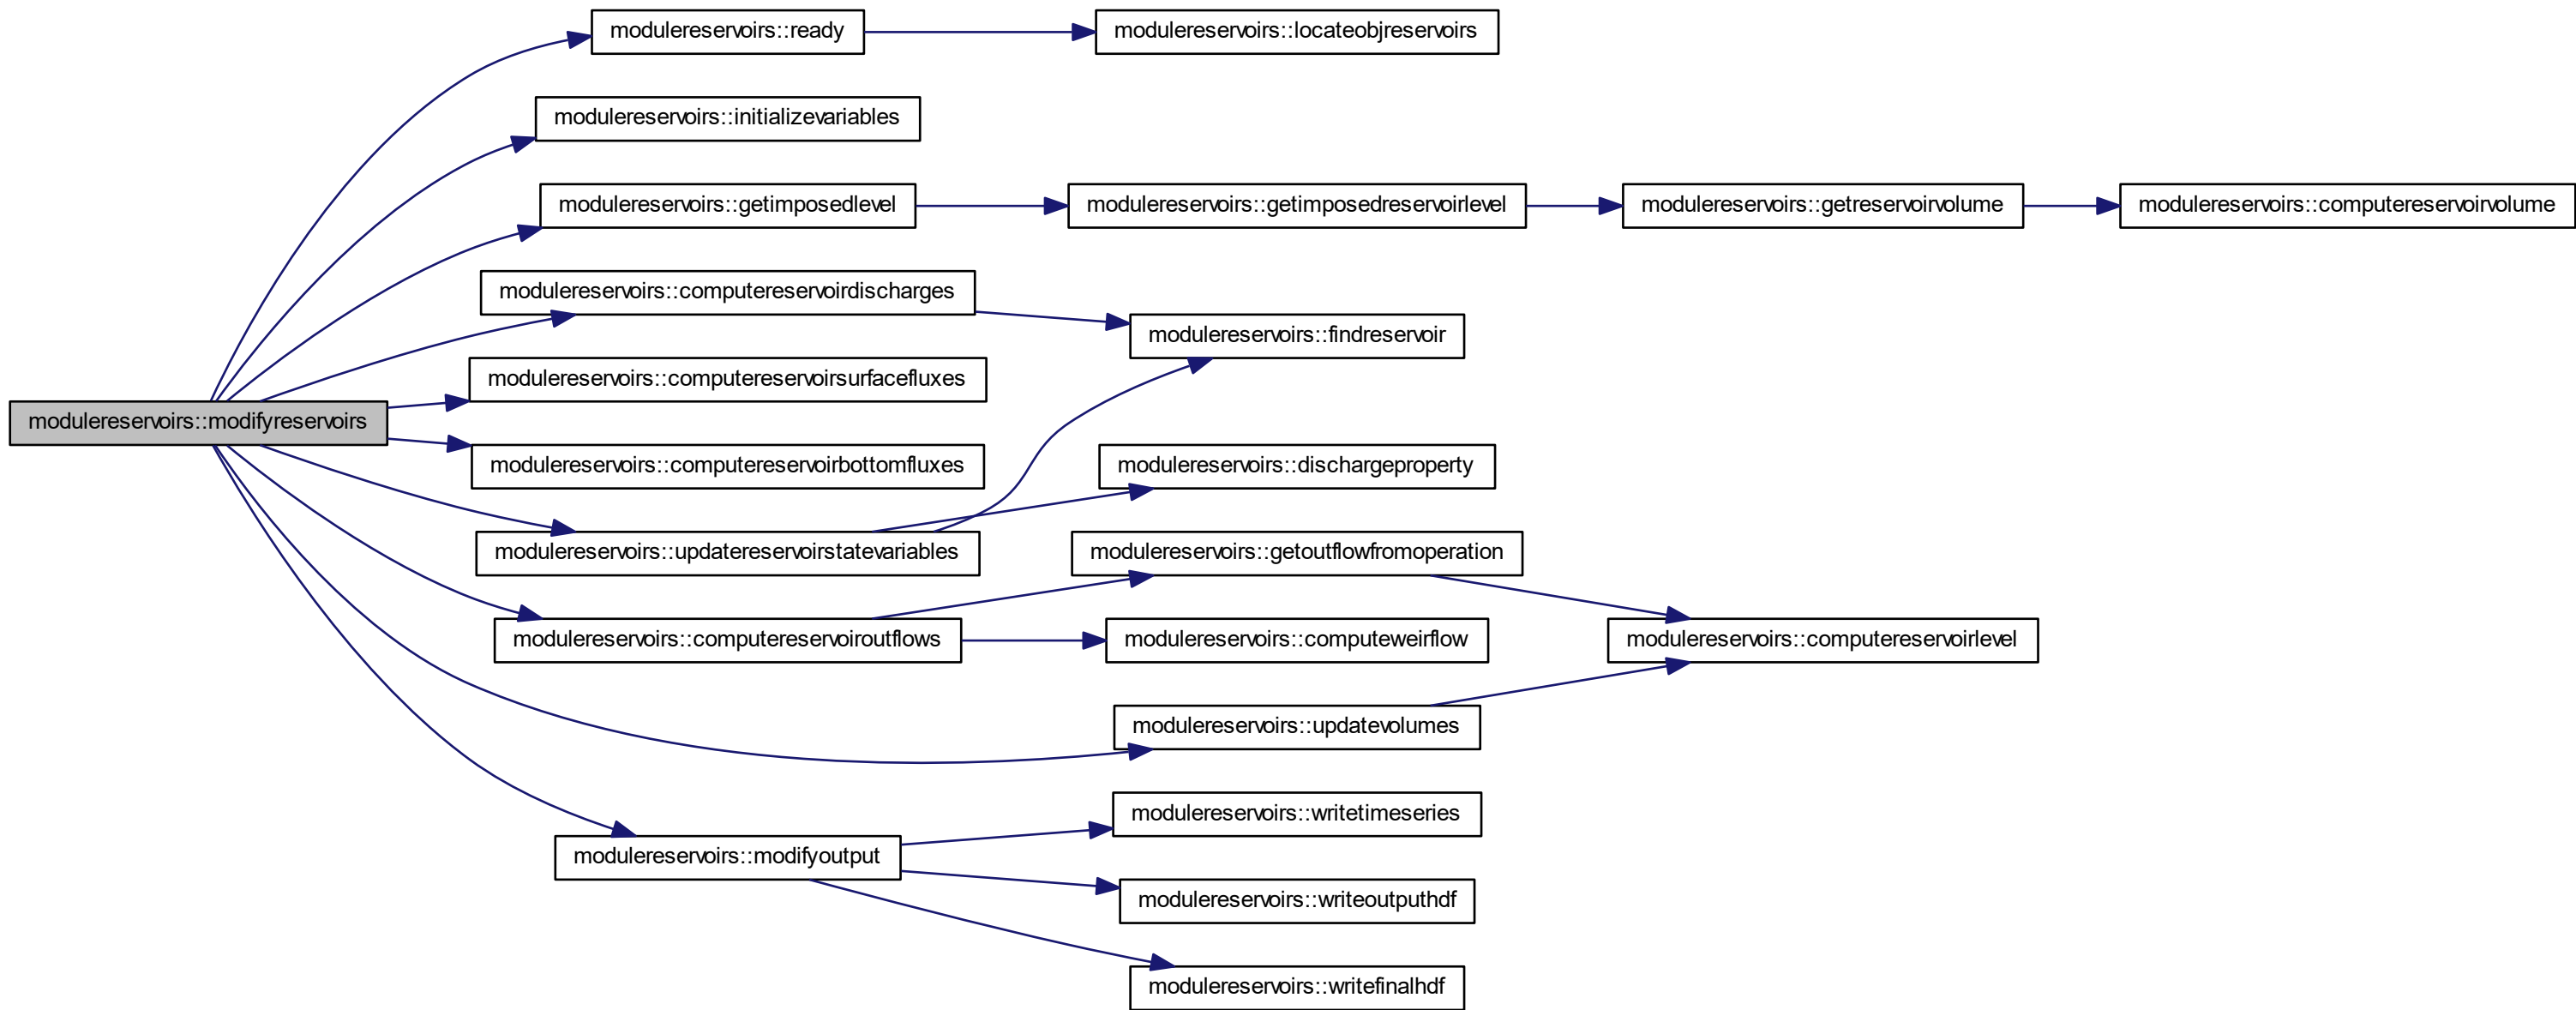 modulereservoirs::ready
modulereservoirs::locateobjreservoirs
modulereservoirs::initializevariables
modulereservoirs::getimposedlevel
modulereservoirs::getimposedreservoirlevel
modulereservoirs::getreservoirvolume
modulereservoirs::computereservoirvolume
modulereservoirs::computereservoirdischarges
modulereservoirs::findreservoir
modulereservoirs::computereservoirsurfacefluxes
modulereservoirs::modifyreservoirs
modulereservoirs::computereservoirbottomfluxes
modulereservoirs::dischargeproperty
modulereservoirs::updatereservoirstatevariables
modulereservoirs::getoutflowfromoperation
modulereservoirs::computereservoiroutflows
modulereservoirs::computeweirflow
modulereservoirs::computereservoirlevel
modulereservoirs::updatevolumes
modulereservoirs::writetimeseries
modulereservoirs::modifyoutput
modulereservoirs::writeoutputhdf
modulereservoirs::writefinalhdf